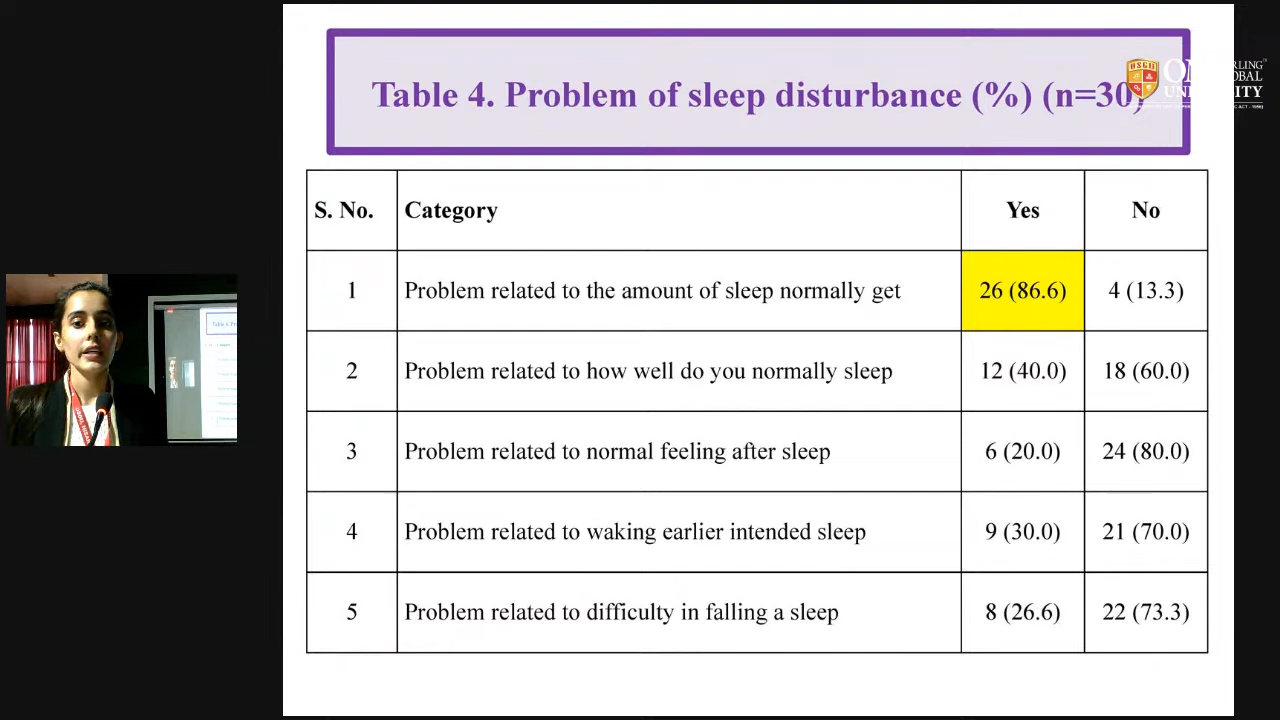 Table 4. Problem of sleep disturbance (%) (n=30)
OSGU
UNIVERSITY
S. No. Category Yes No
1 Problem related to the amount of sleep normally get 26 (86.6) 4 (13.3)
2 Problem related to how well do you normally sleep 12 (40.0) 18 (60.0)
3 Problem related to normal feeling after sleep 6 (20.0) 24 (80.0)
4 Problem related to waking earlier intended sleep 9 (30.0) 21 (70.0)
5 Problem related to difficulty in falling a sleep 8 (26.6) 22 (73.3)